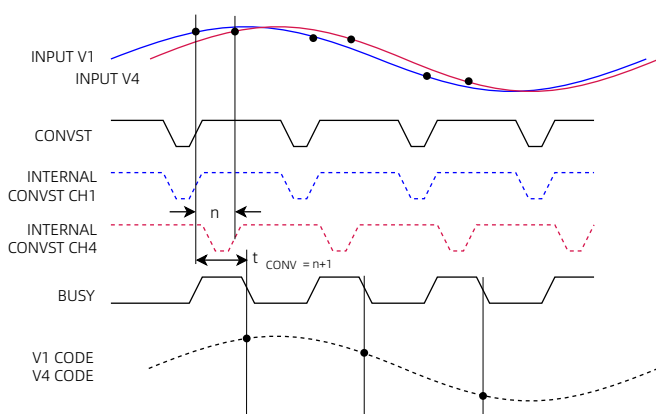 INPUT V1
INPUT V4
CONVST
INTERNAL
CONVST CH1
n
INTERNAL
CONVST CH4
t CONV = n+1
BUSY
V1 CODE
V4 CODE